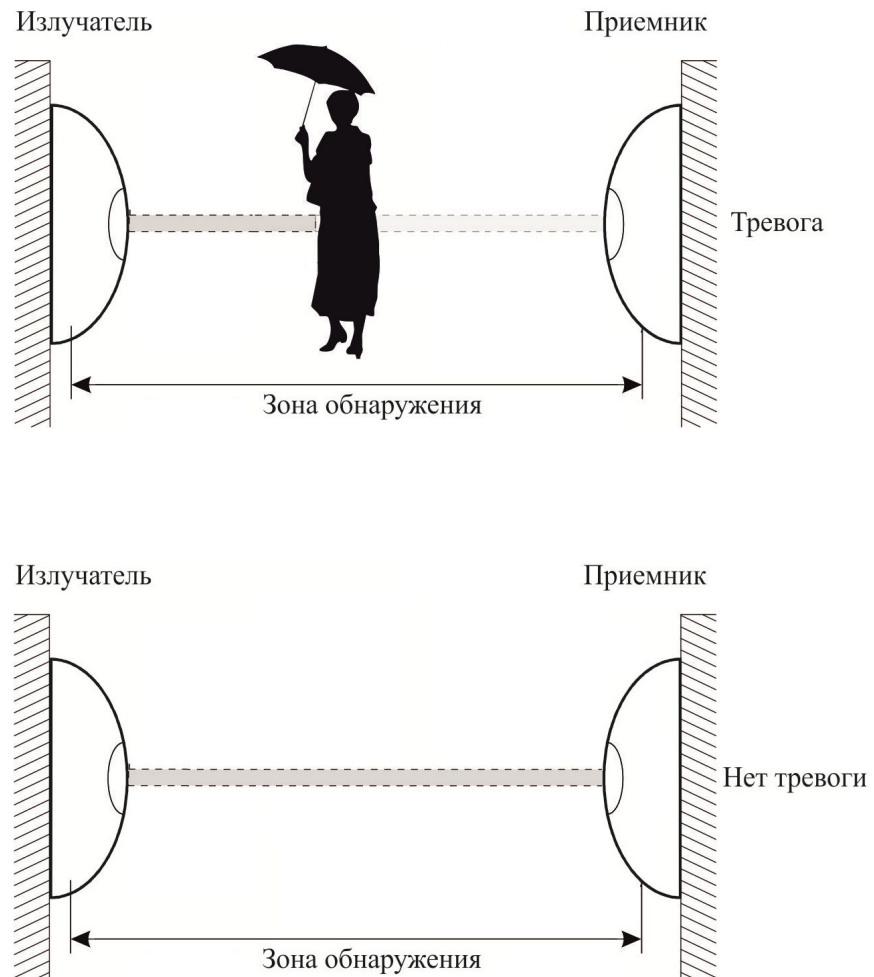 Излучатель
Приемник
Тревога
Зона обнаружения
Излучатель
Приемник
Нет тревоги
Зона обнаружения